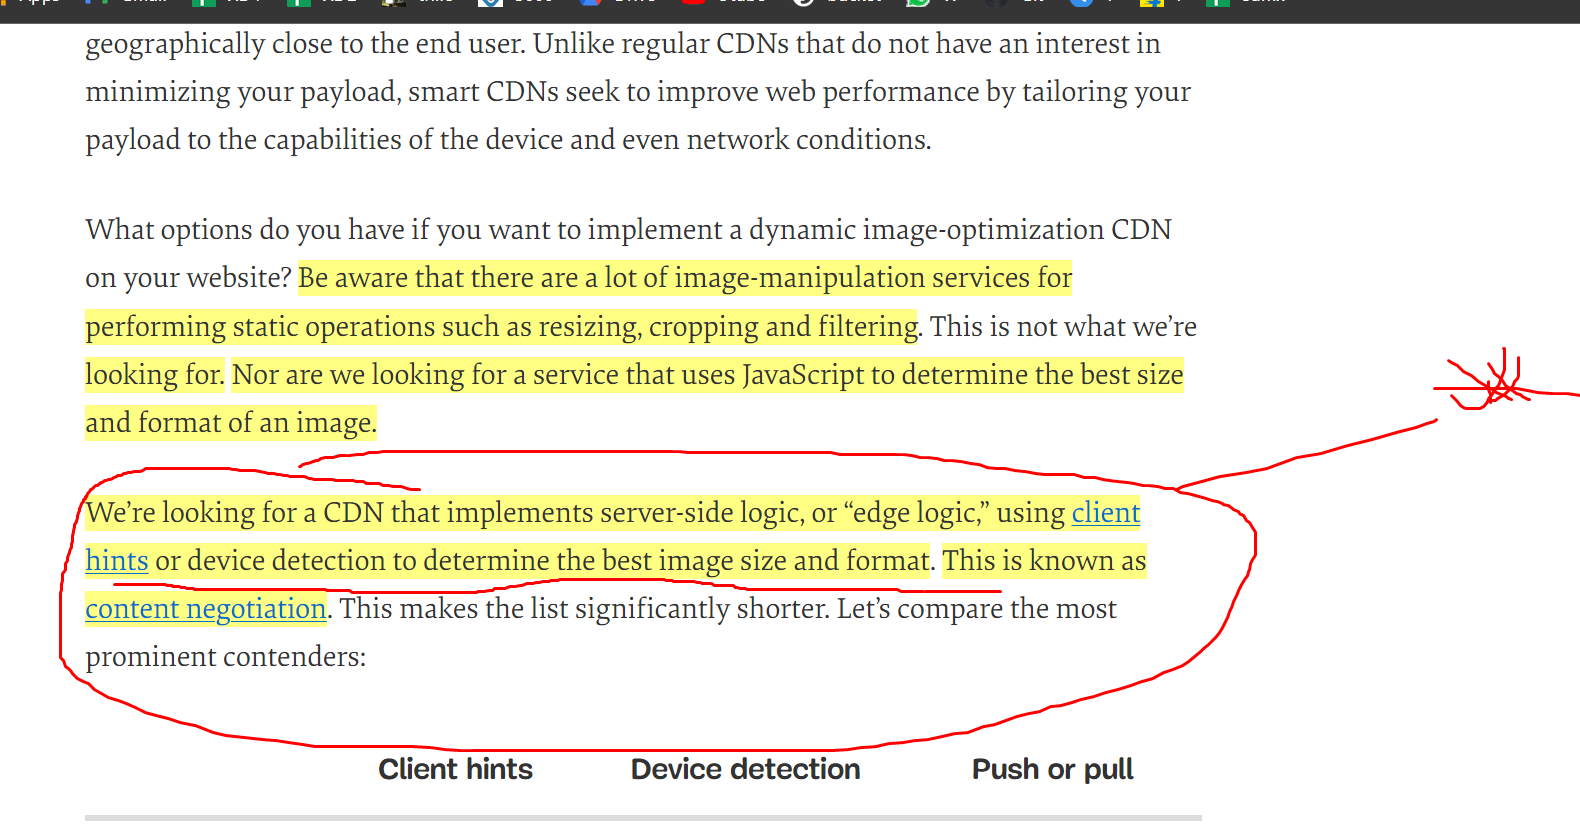 geographically close to the end user. Unlike regular CDNs that do not have an interest in
minimizing your payload, smart CDNs seek to improve web performance by tailoring your
payload to the capabilities of the device and even network conditions.
What options do you have if you want to implement a dynamic image-optimization CDN
on your website? Be aware that there are a lot of image-manipulation services for
performing static operations such as resizing, cropping and filtering. This is not what we’re
looking for. Nor are we looking for a service that uses JavaScript to determine the best size
and format of an image.
We’re looking for a CDN that implements server-side logic, or “edge logic,” using client
hints or device detection to determine the best image size and format. This is known as
content negotiation. This makes the list significantly shorter. Let’s compare the most
prominent contenders:
Client hints Device detection Push or pull